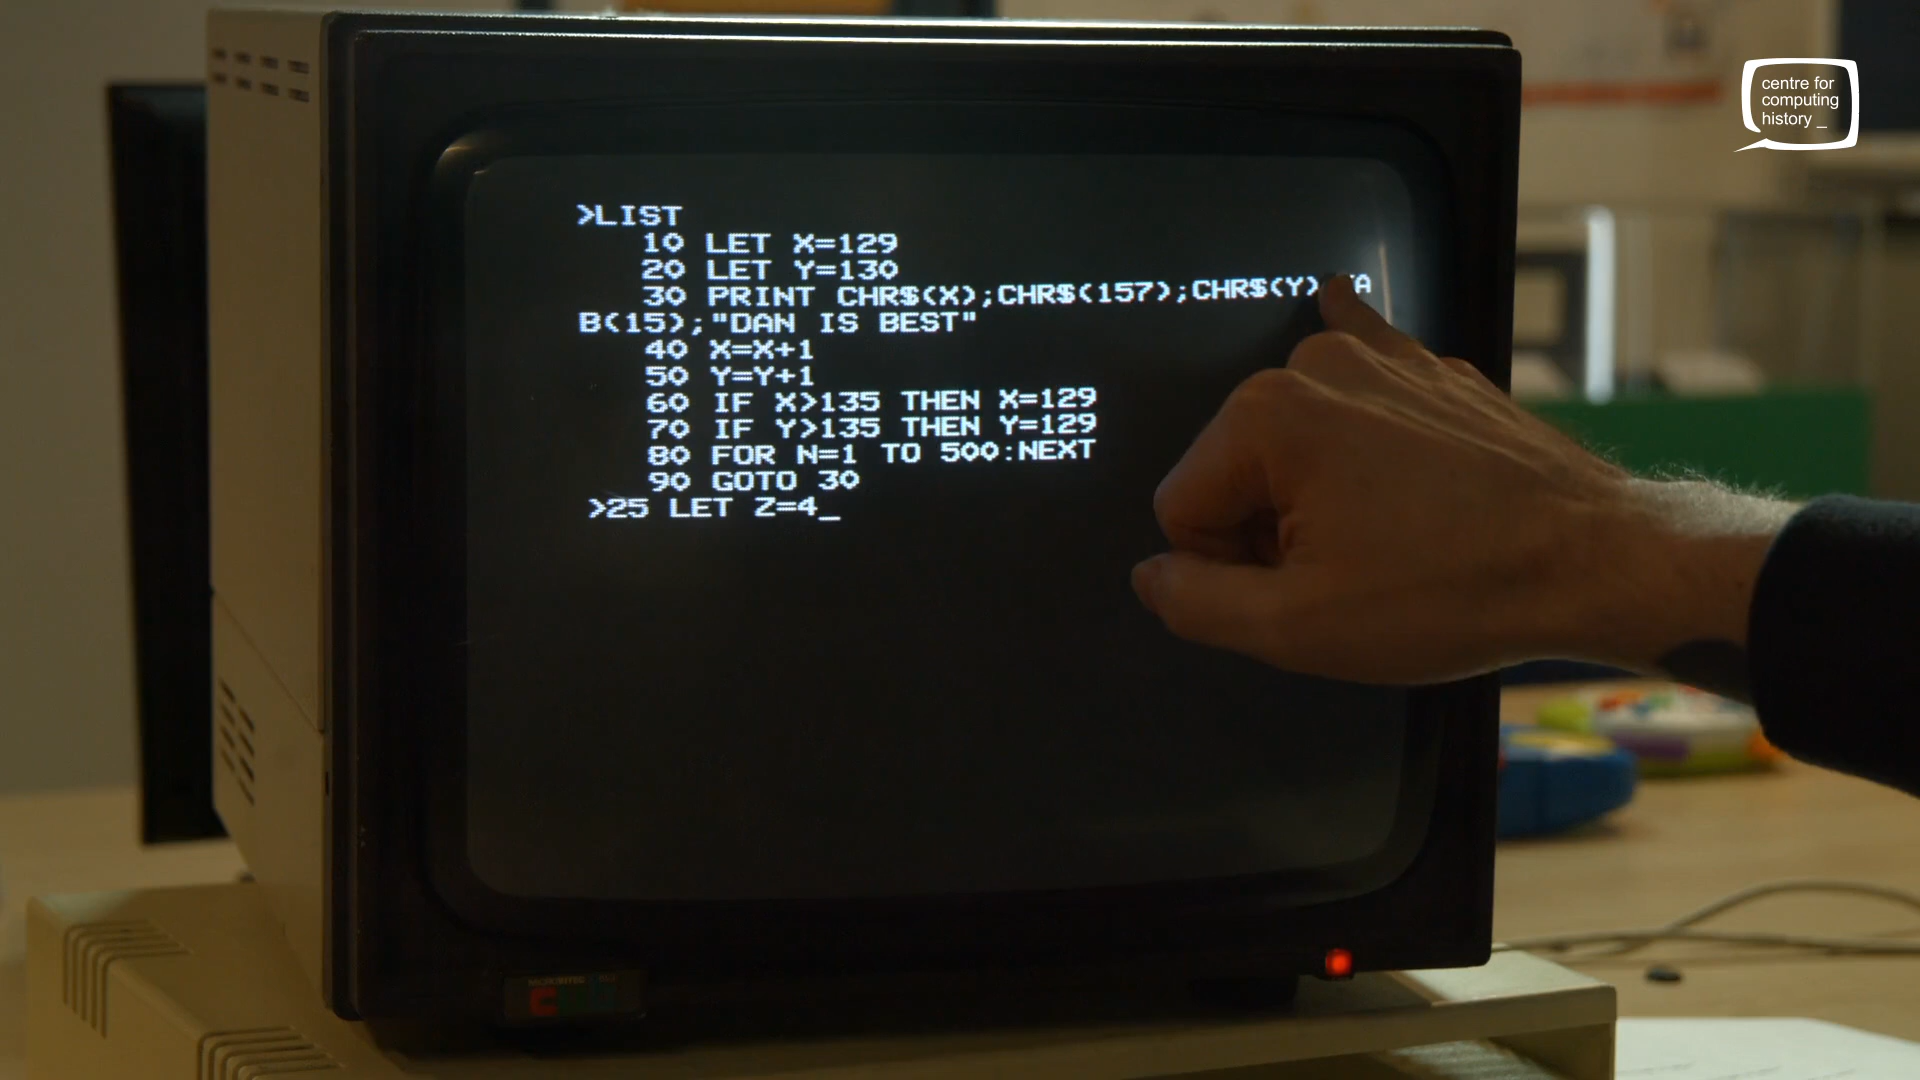 centre for
computing
history _
>LIST
10 LET X=129
20 LET Y=130
30 PRINT CHR$(X);CHR$(157);CHR$(Y) A
B(15);"DAN IS BEST"
40 X=X+1
50 Y=Y+1
60 IF X>135 THEN X=129
70 IF Y>135 THEN Y=129
80 FOR N=1 TO 500:NEXT
90 GOTO 30
>25 LET Z=4_